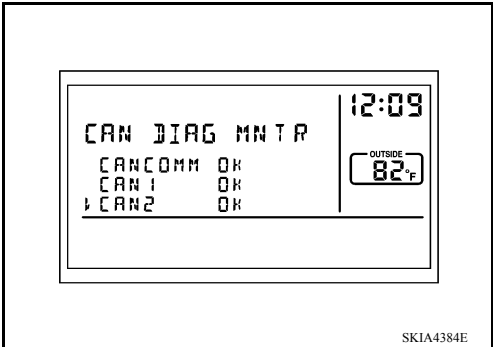 12:09
CAN DIAG MNTR
OUTSIDE
82°F
CANCOMM OK
CAN1 OK
CAN2 OK
SKIA4384E